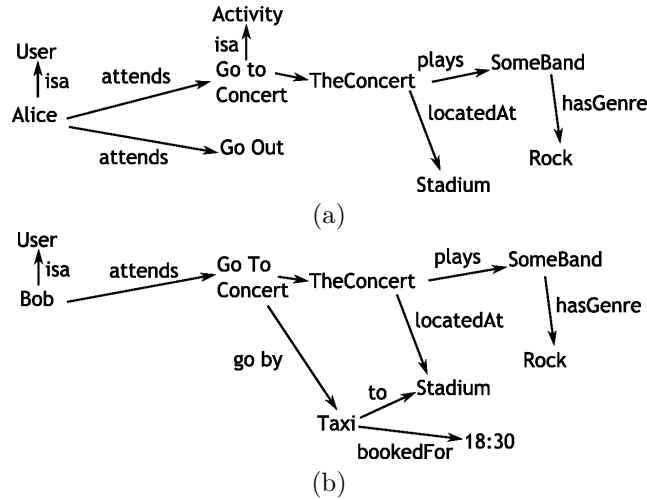 Activity
User
isa
isa
attends
Go to
Concert
TheConcert
plays
SomeBand
Alice
locatedAt
hasGenre
attends
Go Out
Rock
Stadium
(a)
User
isa
attends
Go To
Concert
TheConcert
plays
SomeBand
Bob
locatedAt
hasGenre
go by
Rock
to
Stadium
Taxi
bookedFor
18:30
(b)